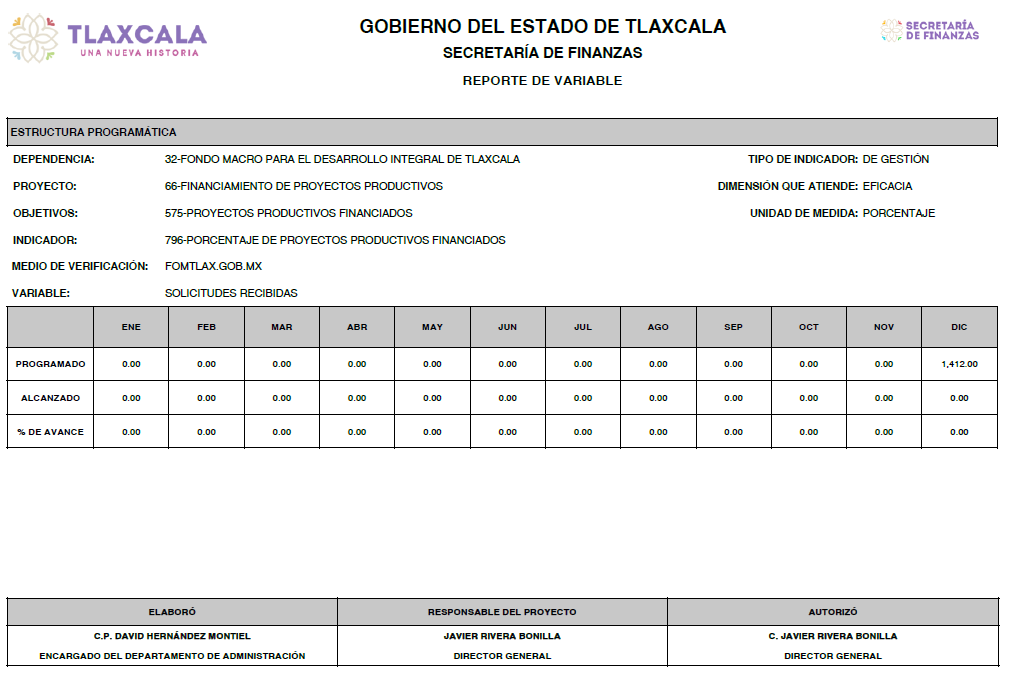 TLAXCALA
UNA NUEVA HISTORIA
GOBIERNO DEL ESTADO DE TLAXCALA
SECRETARÍA DE FINANZAS
REPORTE DE VARIABLE
SECRETARÍA
DE FINANZAS
ESTRUCTURA PROGRAMÁTICA
DEPENDENCIA: 32-FONDO MACRO PARA EL DESARROLLO INTEGRAL DE TLAXCALA TIPO DE INDICADOR: DE GESTIÓN
PROYECTO: 66-FINANCIAMIENTO DE PROYECTOS PRODUCTIVOS DIMENSIÓN QUE ATIENDE: EFICACIA
OBJETIVOS: 575-PROYECTOS PRODUCTIVOS FINANCIADOS UNIDAD DE MEDIDA: PORCENTAJE
INDICADOR: 796-PORCENTAJE DE PROYECTOS PRODUCTIVOS FINANCIADOS
MEDIO DE VERIFICACIÓN: FOMTLAX.GOB.MX
VARIABLE: SOLICITUDES RECIBIDAS
ENE FEB MAR ABR MAY JUN JUL AGO SEP OCT NOV DIC
PROGRAMADO 0.00 0.00 0.00 0.00 0.00 0.00 0.00 0.00 0.00 0.00 0.00 1,412.00
ALCANZADO 0.00 0.00 0.00 0.00 0.00 0.00 0.00 0.00 0.00 0.00 0.00 0.00
% DE AVANCE 0.00 0.00 0.00 0.00 0.00 0.00 0.00 0.00 0.00 0.00 0.00 0.00
ELABORÓ RESPONSABLE DEL PROYECTO AUTORIZÓ
C.P. DAVID HERNÁNDEZ MONTIEL JAVIER RIVERA BONILLA C. JAVIER RIVERA BONILLA
ENCARGADO DEL DEPARTAMENTO DE ADMINISTRACIÓN DIRECTOR GENERAL DIRECTOR GENERAL